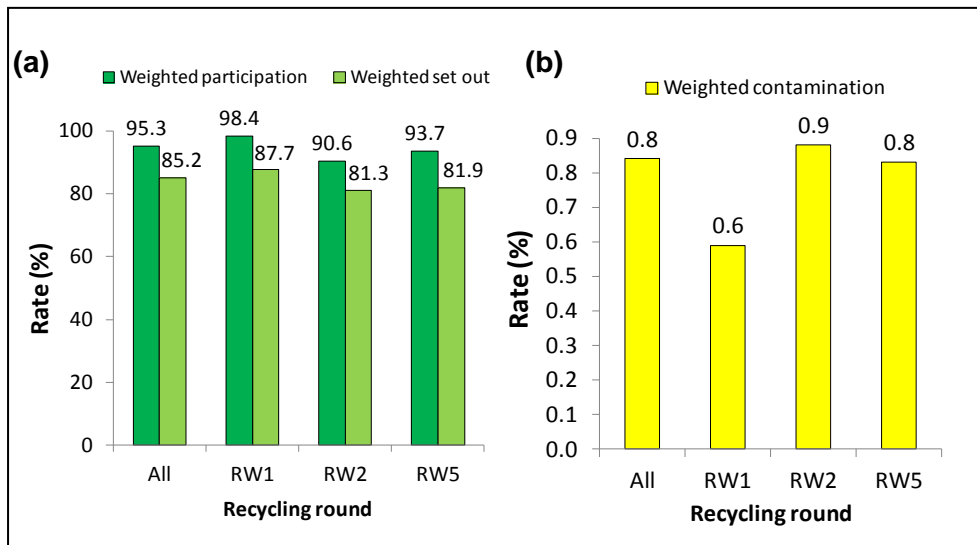 (a)
Weighted participation Weighted set out
Rate (%)
100
80
60
40
20
0
95.3 85.2 98.4 87.7 90.6 81.3 93.7 81.9
All RW1 RW2 RW5
Recycling round
(b)
Weighted contamination
Rate (%)
0.9
0.8
0.7
0.6
0.5
0.4
0.3
0.2
0.1
0.0
0.8 0.6 0.9 0.8
All RW1 RW2 RW5
Recycling round